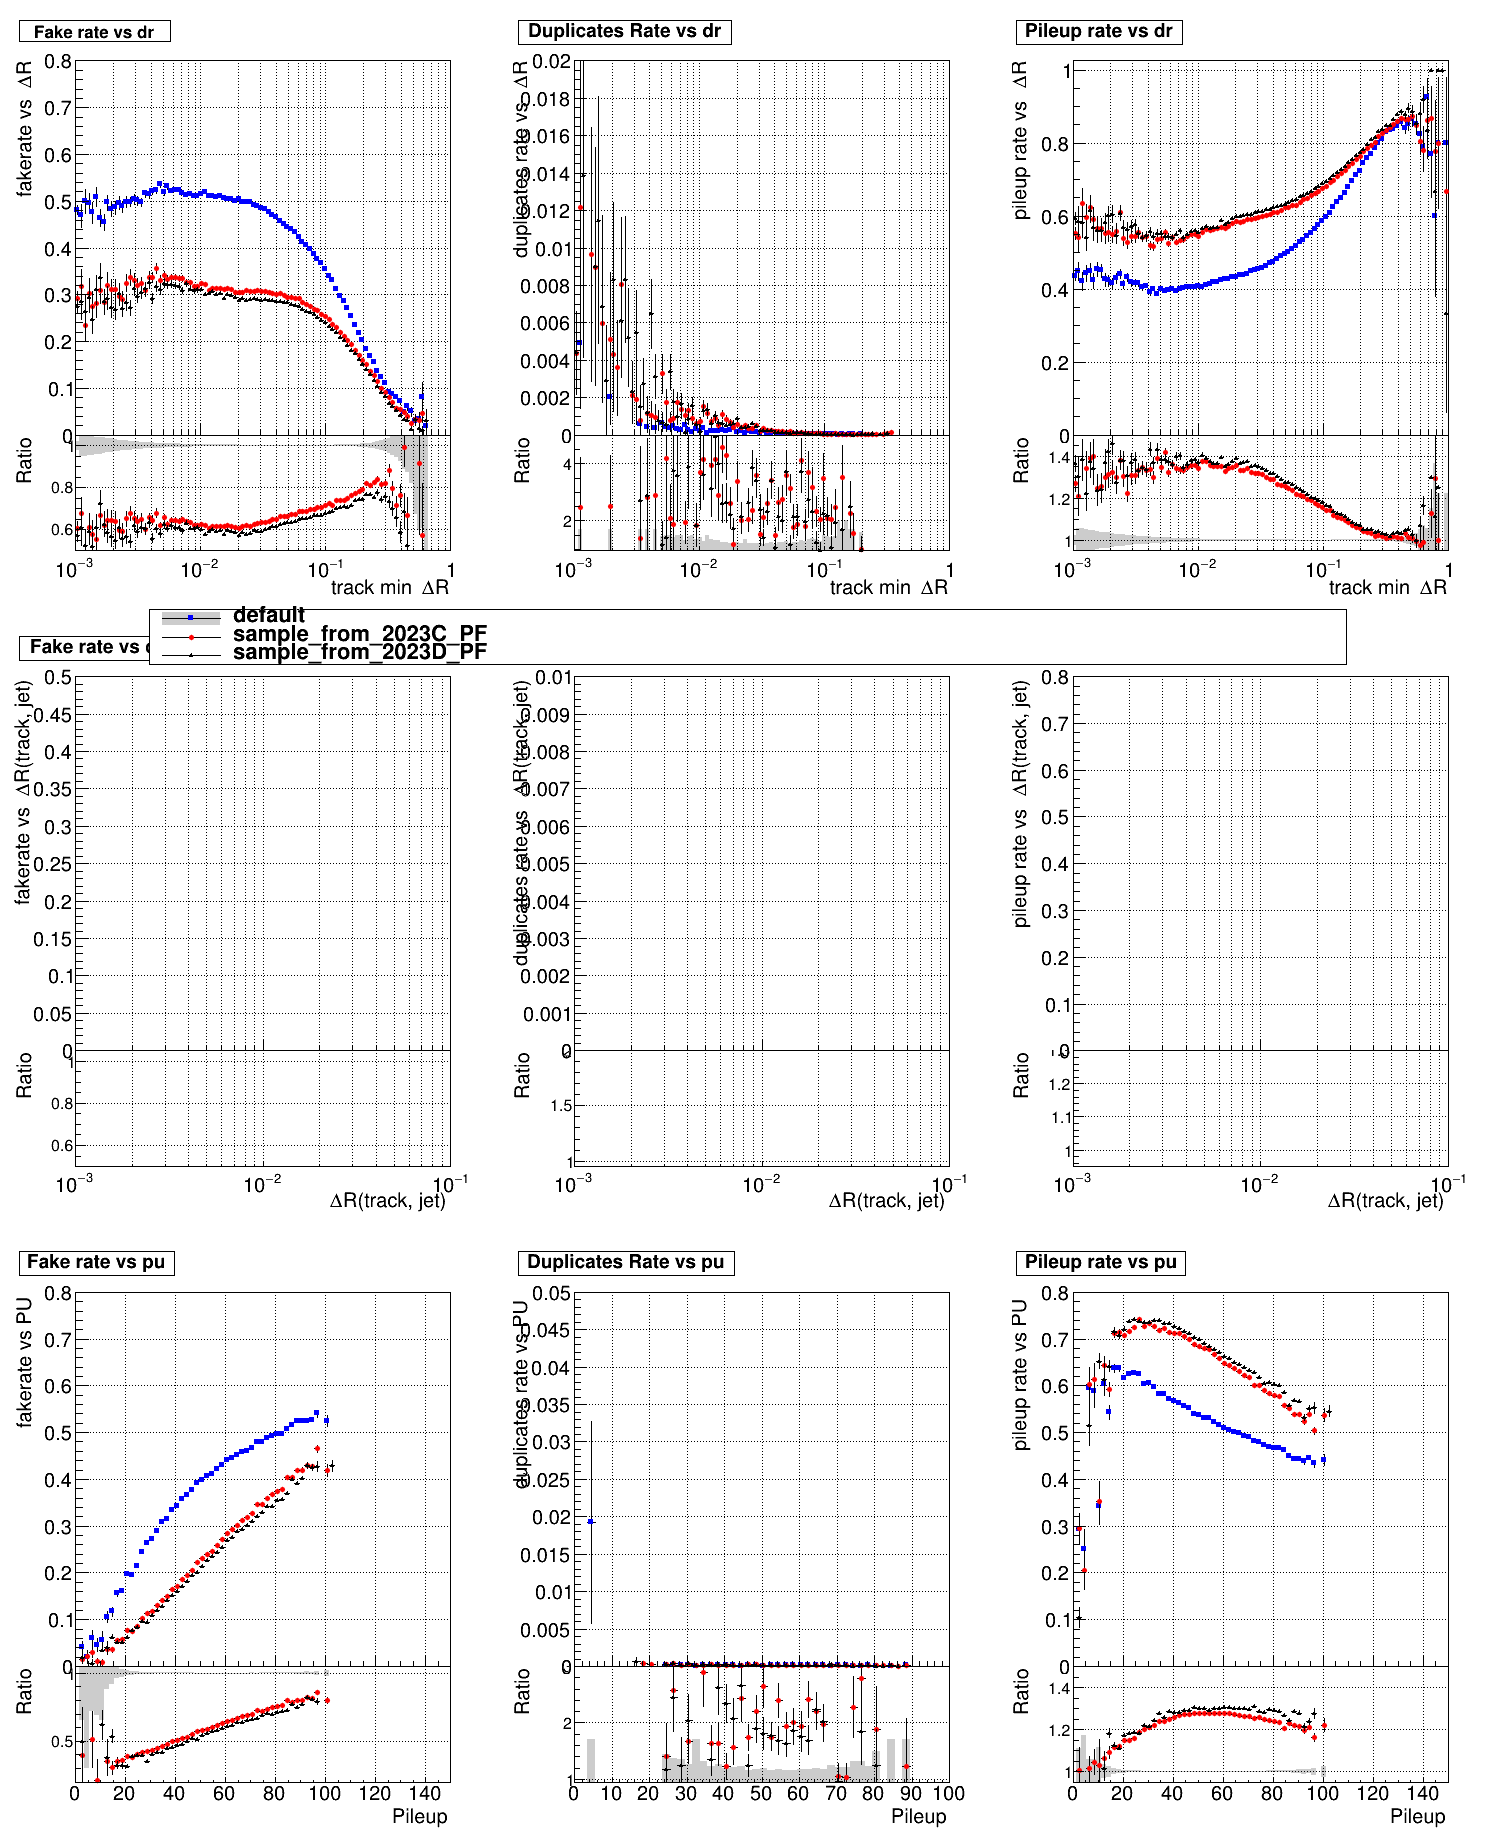 Fake rate vs dr
Duplicates Rate vs dr
Pileup rate vs dr
fakerate vs ΔR
0.8
0.7
0.6
0.5
0.4
0.3
0.2
0.1
0
Ratio
1
0.8
0.6
10⁻³ 10⁻² 10⁻¹ 1
track min ΔR
duplicates rate vs ΔR
0.02
0.018
0.016
0.014
0.012
0.01
0.008
0.006
0.004
0.002
0
Ratio
4
2
10⁻³ 10⁻² 10⁻¹ 1
track min ΔR
pileup rate vs ΔR
1
0.8
0.6
0.4
0.2
0
Ratio
1.4
1.2
1
10⁻³ 10⁻² 10⁻¹ 1
track min ΔR
default
sample_from_2023C_PF
sample_from_2023D_PF
Fake rate vs
fakerate vs ΔR(track, jet)
0.5
0.45
0.4
0.35
0.3
0.25
0.2
0.15
0.1
0.05
0
Ratio
1
0.8
0.6
10⁻³ 10⁻² 10⁻¹
ΔR(track, jet)
duplicates rate vs ΔR(track, jet)
0.01
0.009
0.008
0.007
0.006
0.005
0.004
0.003
0.002
0.001
0
Ratio
1.5
1
10⁻³ 10⁻² 10⁻¹
ΔR(track, jet)
pileup rate vs ΔR(track, jet)
0.8
0.7
0.6
0.5
0.4
0.3
0.2
0.1
0
Ratio
1.2
1.1
1
10⁻³ 10⁻² 10⁻¹
ΔR(track, jet)
Fake rate vs pu
Duplicates Rate vs pu
Pileup rate vs pu
fakerate vs PU
0.8
0.7
0.6
0.5
0.4
0.3
0.2
0.1
0
Ratio
0.5
0 20 40 60 80 100 120 140
Pileup
duplicates rate vs PU
0.05
0.045
0.04
0.035
0.03
0.025
0.02
0.015
0.01
0.005
0
Ratio
2
1
0 10 20 30 40 50 60 70 80 90 100
Pileup
pileup rate vs PU
0.8
0.7
0.6
0.5
0.4
0.3
0.2
0.1
0
Ratio
1.4
1.2
1
0 20 40 60 80 100 120 140
Pileup